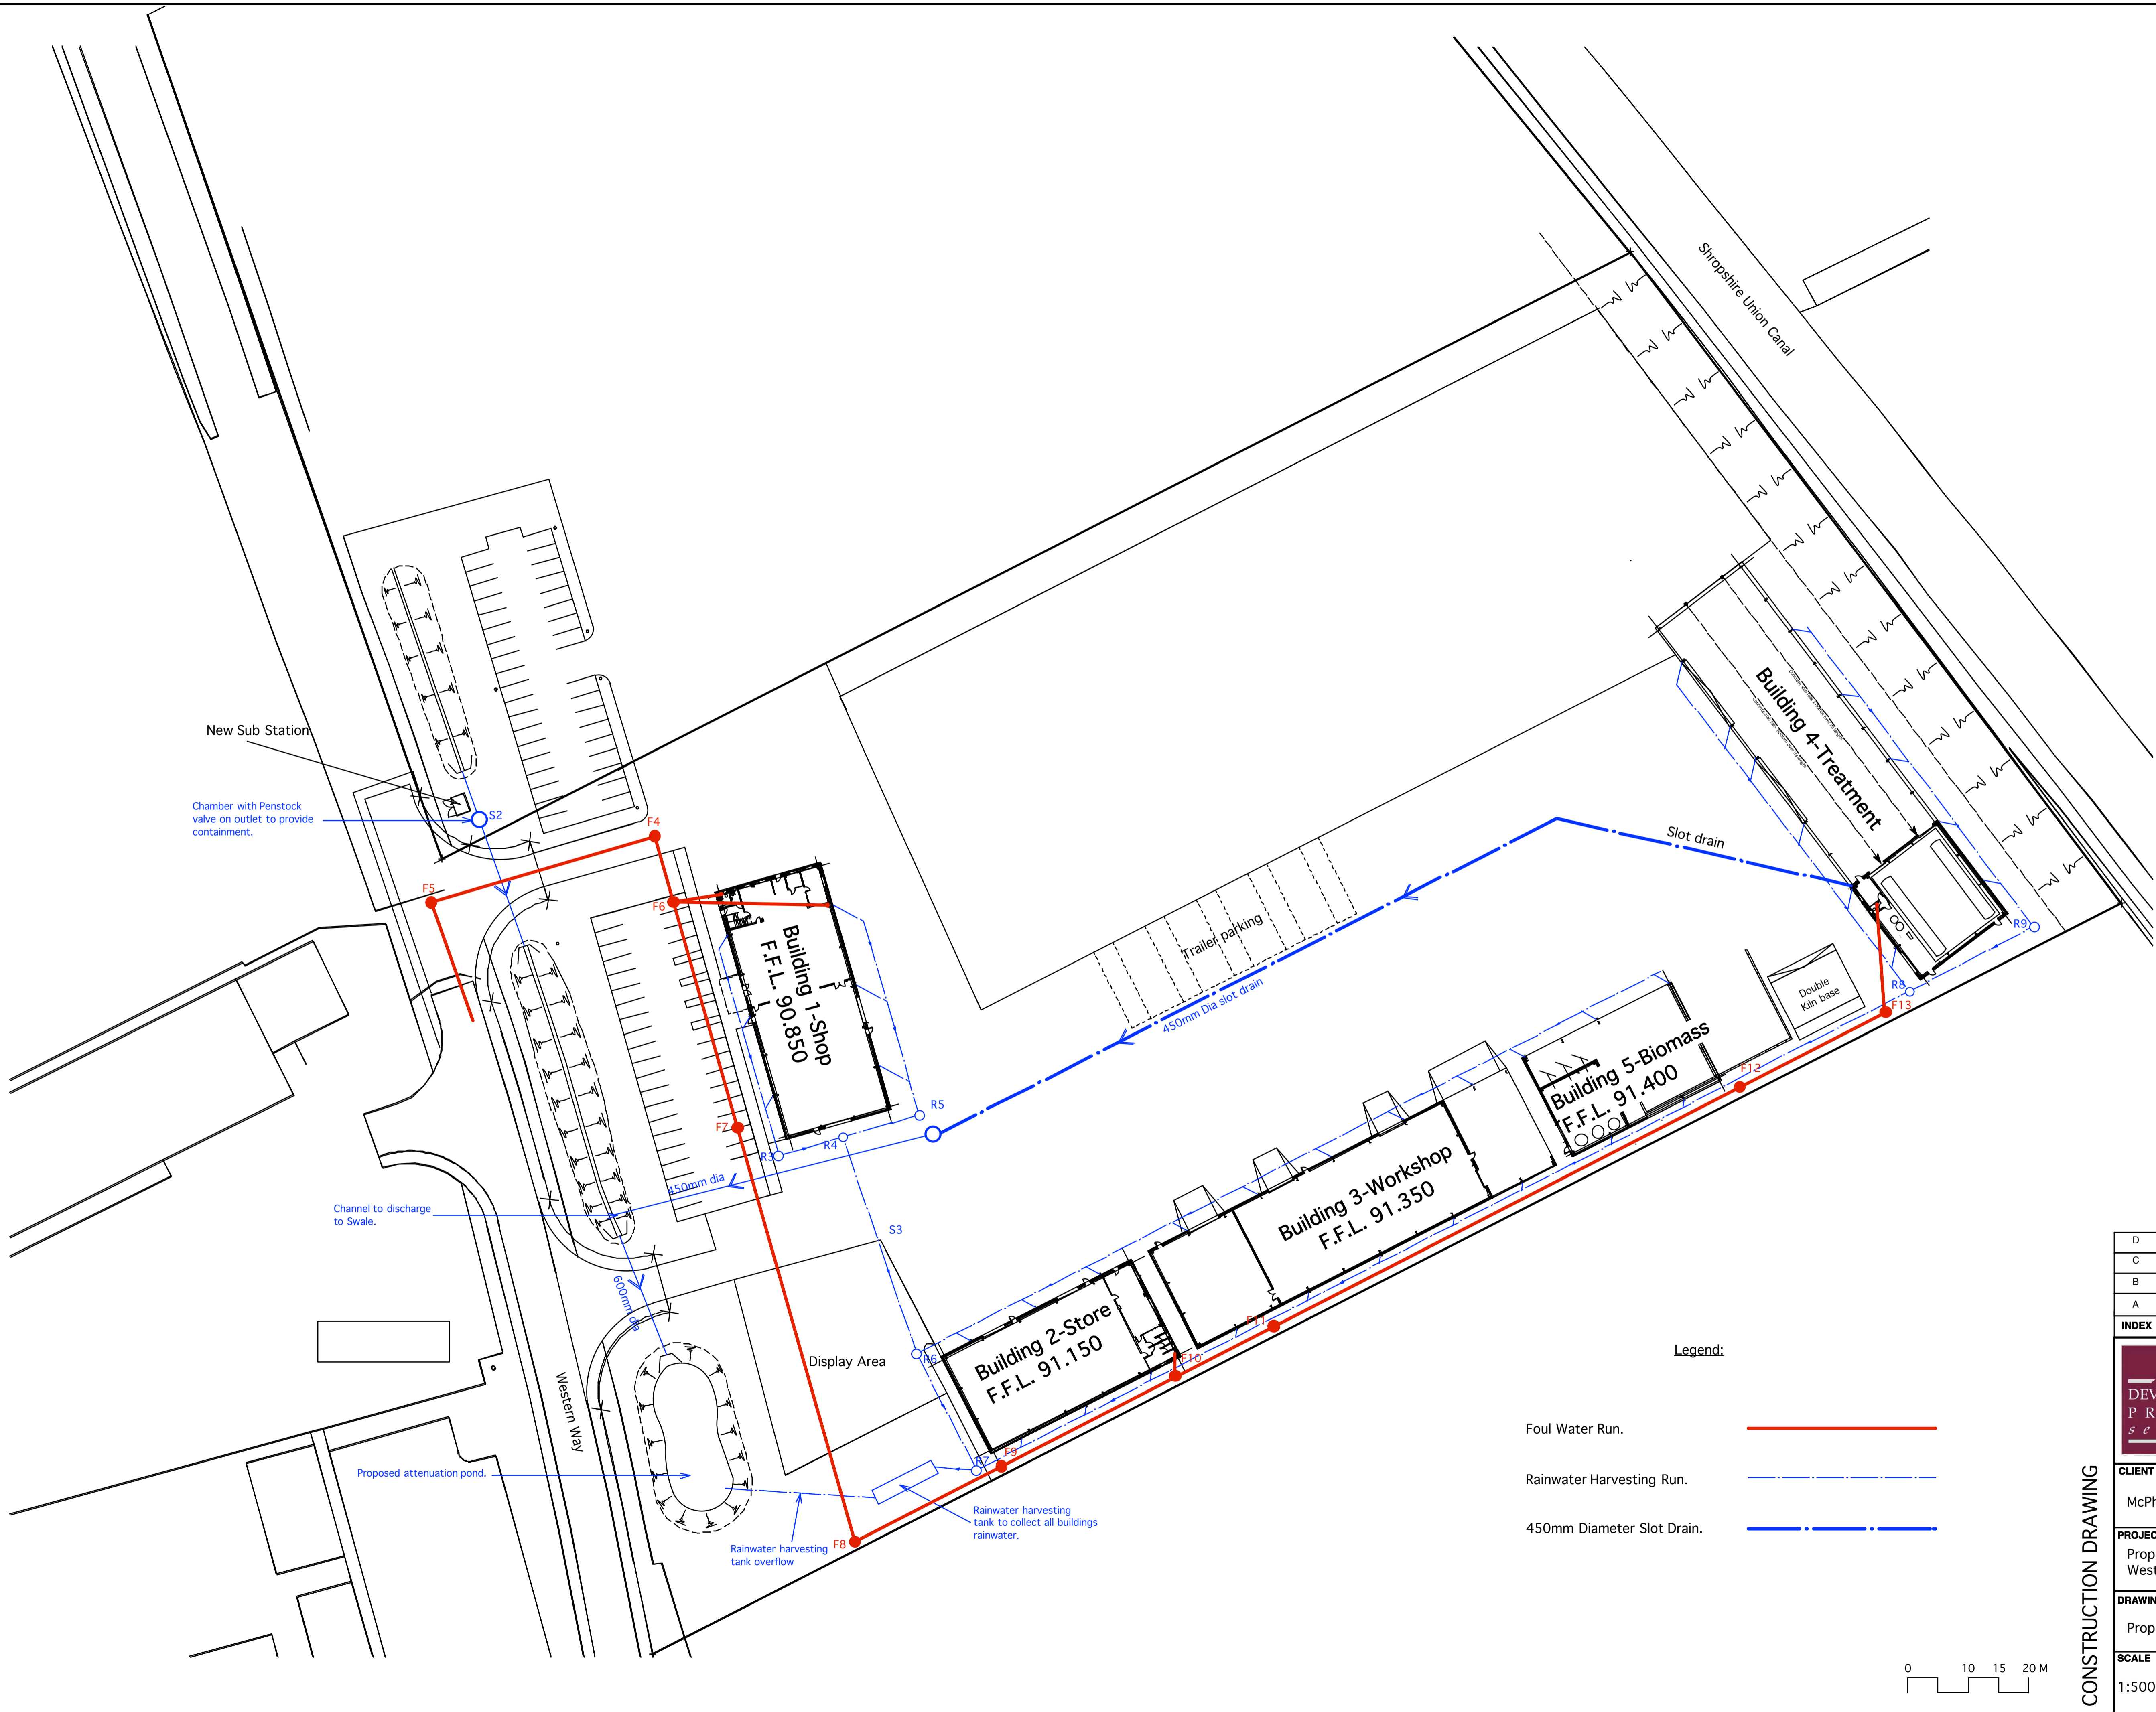 Shropshire Union Canal
New Sub Station
Chamber with Penstock
valve on outlet to provide
containment.
S2
F4
F5
F6
Building 1-Shop
F.F.L. 90.850
Slot drain
Building 4-Treatment
Trailer parking
450mm Dia slot drain
R9
R8
F13
Double
Kiln base
Building 5-Biomass
F.F.L. 91.400
F12
F7
R3
R4
R5
450mm dia
Channel to discharge
to Swale.
S3
600mm dia
Building 3-Workshop
F.F.L. 91.350
F11
F10
Building 2-Store
F.F.L. 91.150
R6
Display Area
Western Way
Proposed attenuation pond.
R7
F9
F8
Rainwater harvesting
tank overflow
Rainwater harvesting
tank to collect all buildings
rainwater.
Legend:
Foul Water Run.
Rainwater Harvesting Run.
450mm Diameter Slot Drain.
0 10 15 20 M
CONSTRUCTION DRAWING
D
C
B
A
INDEX
DEV
P R
s e
CLIENT
McPh
PROJEC
Prop
West
DRAWIN
Prop
SCALE
1:500